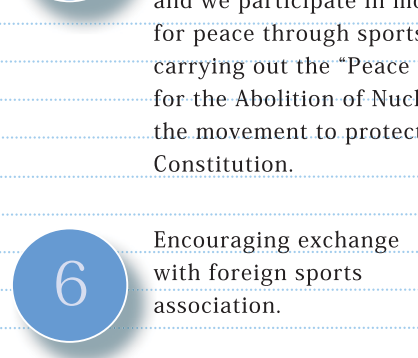 and we participate in
for peace through sports
carrying out the “Peace
for the Abolition of
the movement to protect
Constitution.
6
Encouraging exchange
with foreign sports
association.